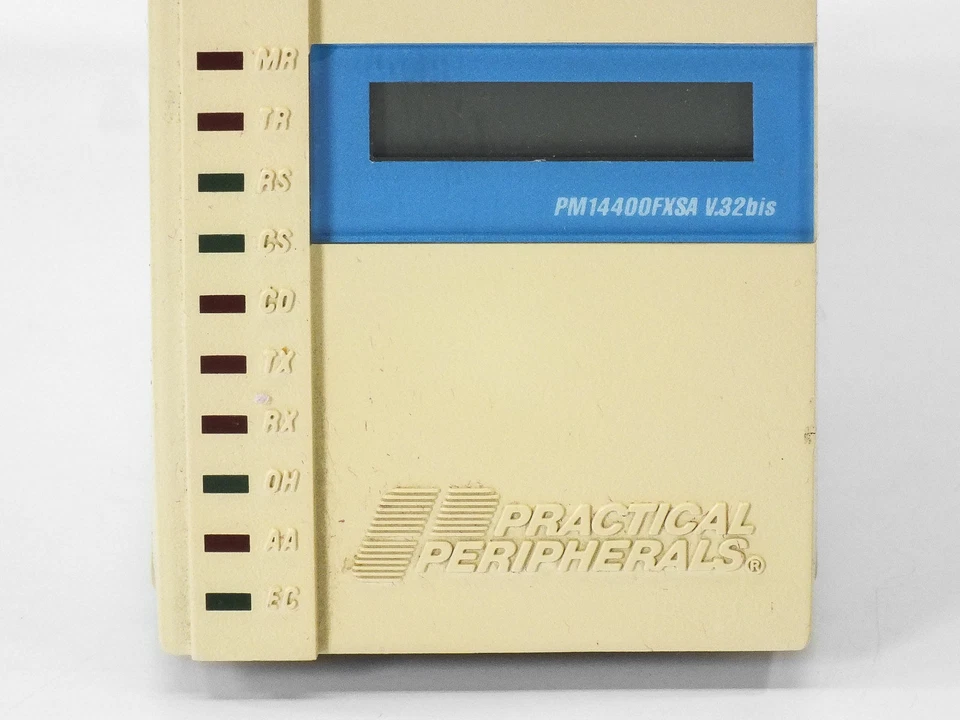 MR
TR
RS
CS
CD
TX
RX
OH
AA
EC
PM14400FXSA V.32bis
PRACTICAL
PERIPHERALS®